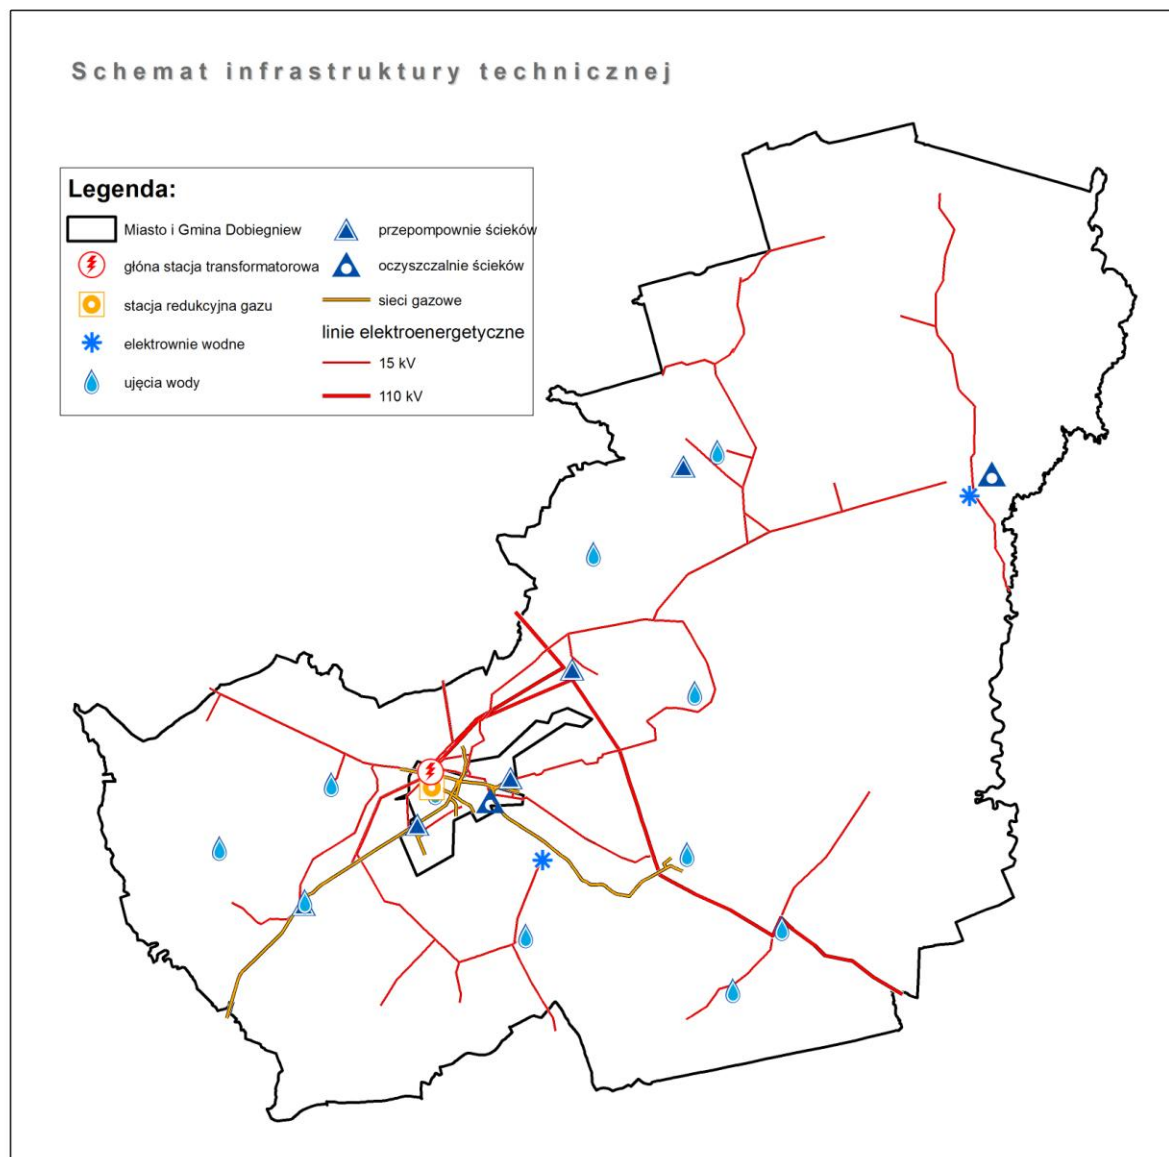 Schemat infrastruktury technicznej
Legenda:
Miasto i Gmina Dobiegniew
głóna stacja transformatorowa
stacja redukcyjna gazu
elektrownie wodne
ujęcia wody
przepompownie ścieków
oczyszczalnie ścieków
sieci gazowe
linie elektroenergetyczne
15 kV
110 kV